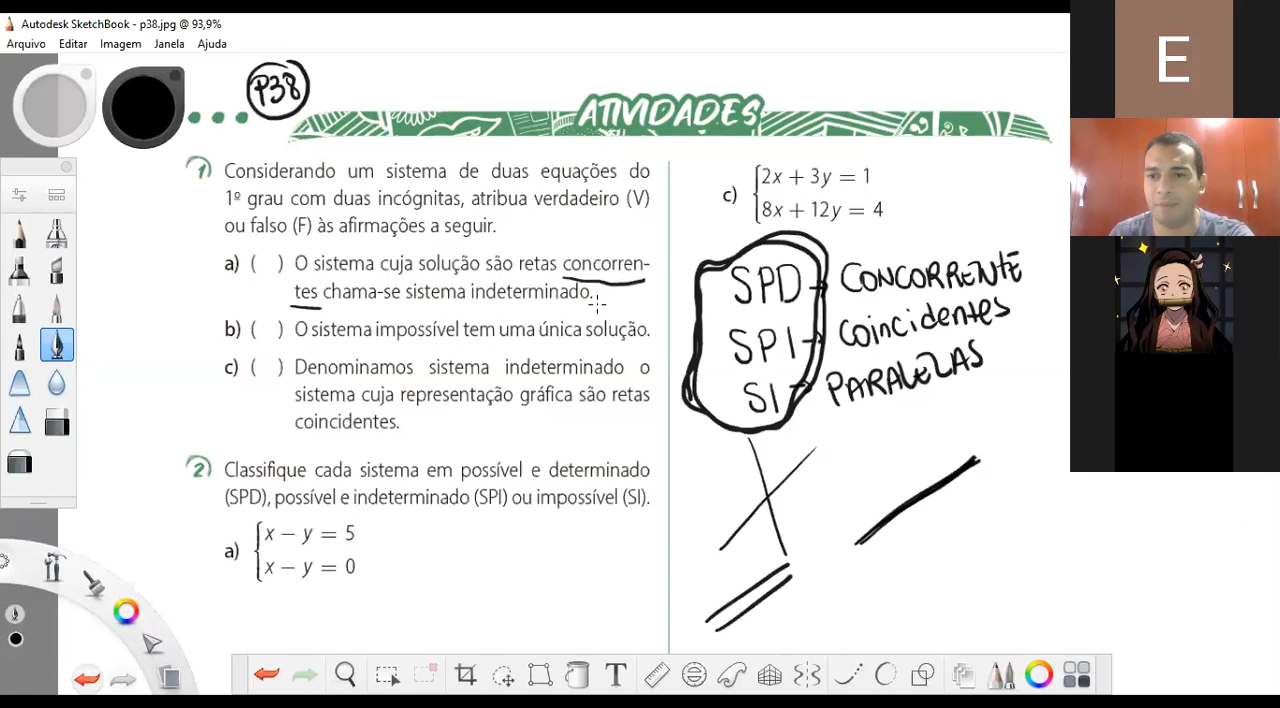 Autodesk SketchBook - p38.jpg @ 93,9%
Arquivo Editar Imagem Janela Ajuda
P38
ATIVIDADES
1 Considerando um sistema de duas equações do
1º grau com duas incógnitas, atribua verdadeiro (V)
ou falso (F) às afirmações a seguir.
a) ( ) O sistema cuja solução são retas concorren-
tes chama-se sistema indeterminado.
b) ( ) O sistema impossível tem uma única solução.
c) ( ) Denominamos sistema indeterminado o
sistema cuja representação gráfica são retas
coincidentes.
2 Classifique cada sistema em possível e determinado
(SPD), possível e indeterminado (SPI) ou impossível (SI).
a) x − y = 5
x − y = 0
c) 2x + 3y = 1
8x + 12y = 4
SPD → CONCORRENTE
SPI → Coincidentes
SI → PARALEZAS
E
T